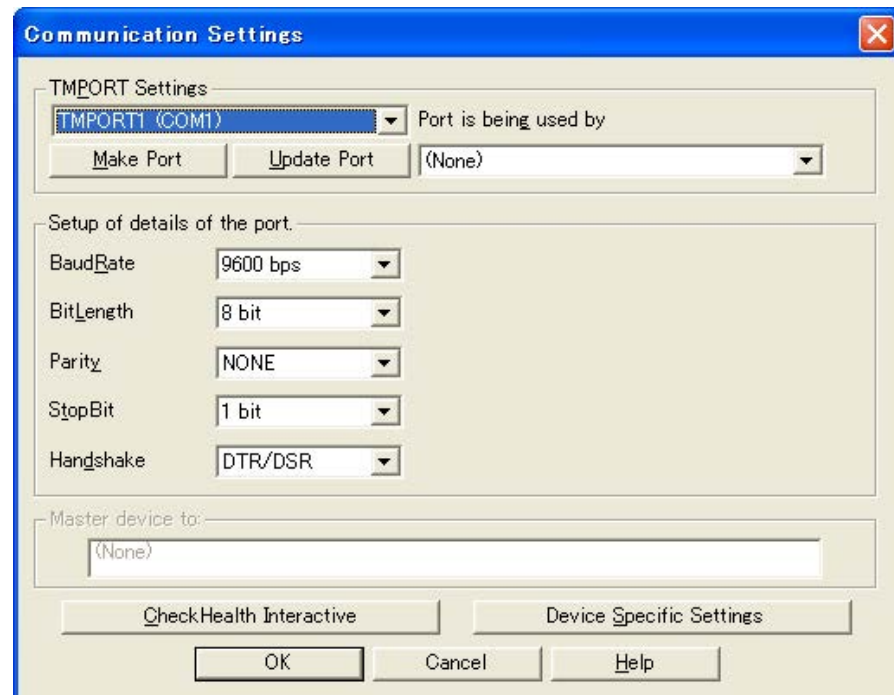 Communication Settings
TMPORT Settings
TMPORT1 (COM1) Port is being used by
Make Port Update Port (None)
Setup of details of the port.
BaudRate 9600 bps
BitLength 8 bit
Parity NONE
StopBit 1 bit
Handshake DTR/DSR
Master device to:
(None)
CheckHealth Interactive Device Specific Settings
OK Cancel Help